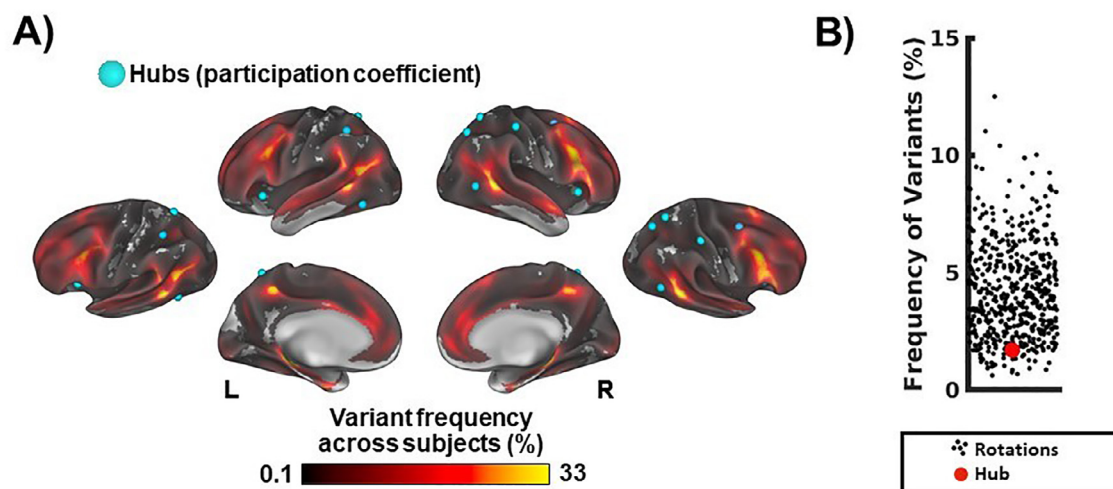 A)
Hubs (participation coefficient)
L
R
Variant frequency
across subjects (%)
0.1
33
B)
Frequency of Variants (%)
15
10
5
0
Rotations
Hub